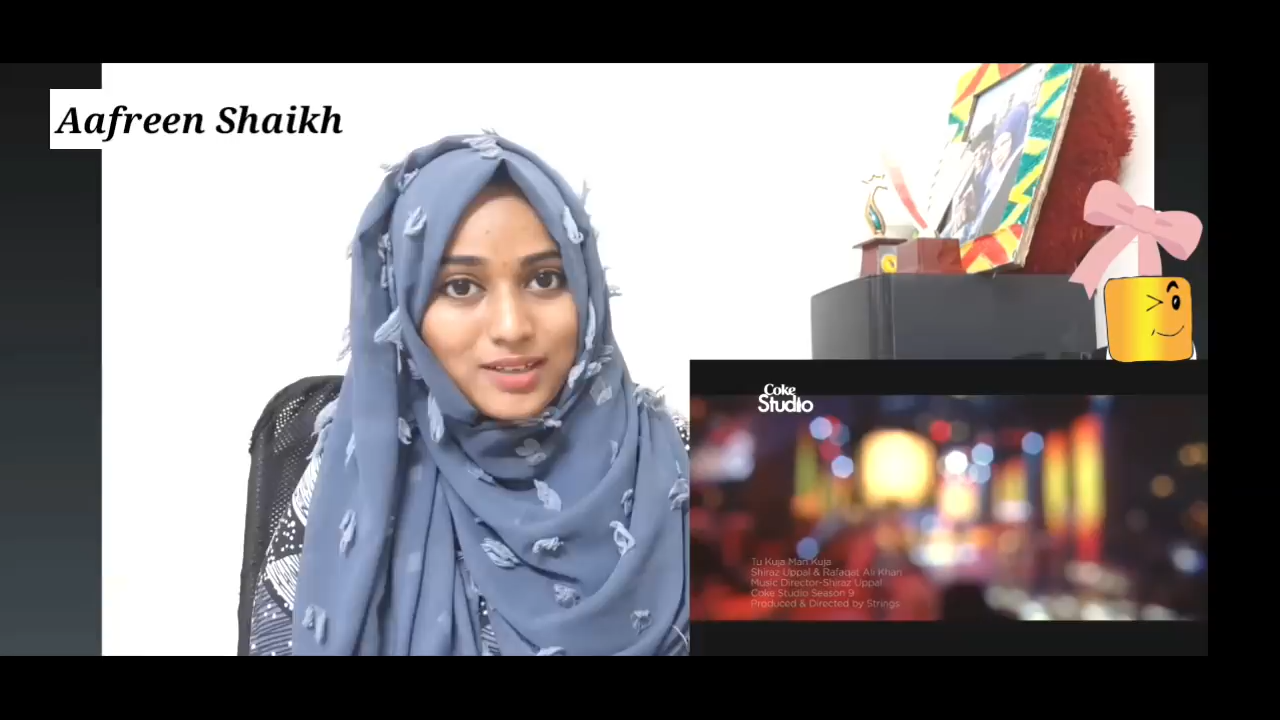 Aafreen Shaikh
Coke
Studio
Tu Kuja Man Kuja
Shiraz Uppal & Rafaqat Ali Khan
Music Director-Shiraz Uppal
Coke Studio Season 9
Produced & Directed by Strings